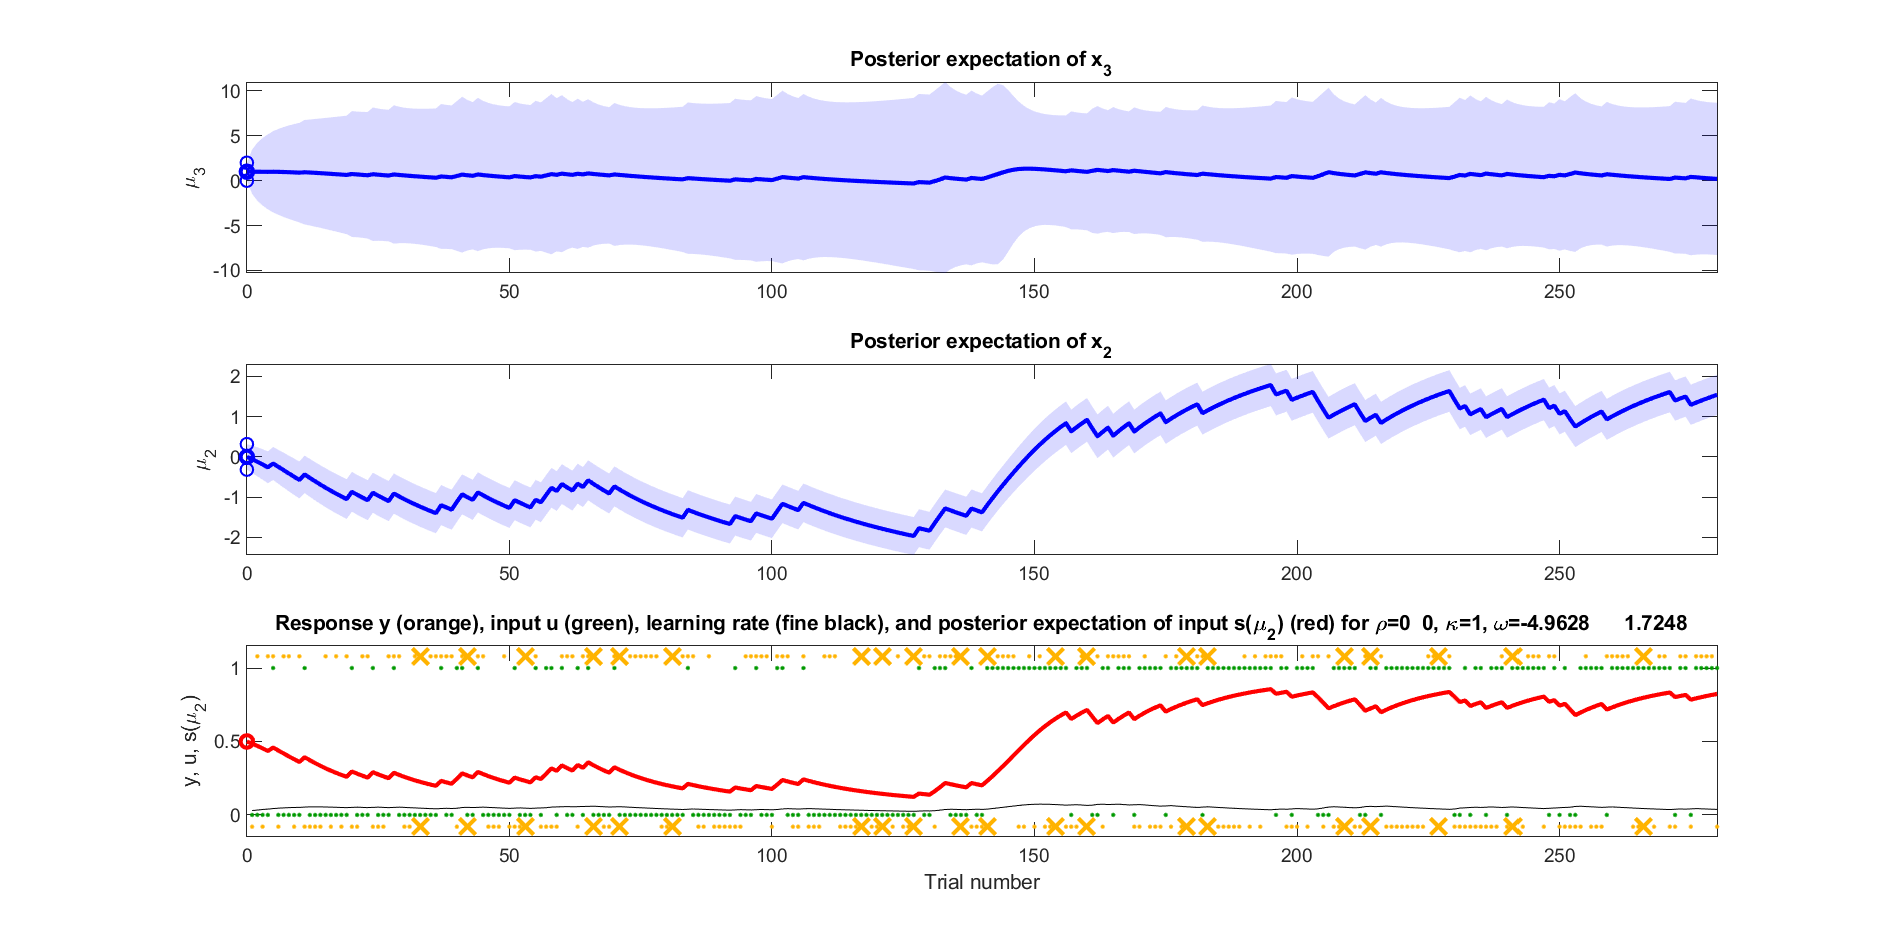 Posterior expectation of x3
10
5
0
-5
-10
μ3
0 50 100 150 200 250
Posterior expectation of x2
2
1
0
-1
-2
μ2
0 50 100 150 200 250
Response y (orange), input u (green), learning rate (fine black), and posterior expectation of input s(μ2) (red) for ρ=0 0, κ=1, ω=-4.9628 1.7248
1
0.5
0
y, u, s(μ2)
0 50 100 150 200 250
Trial number